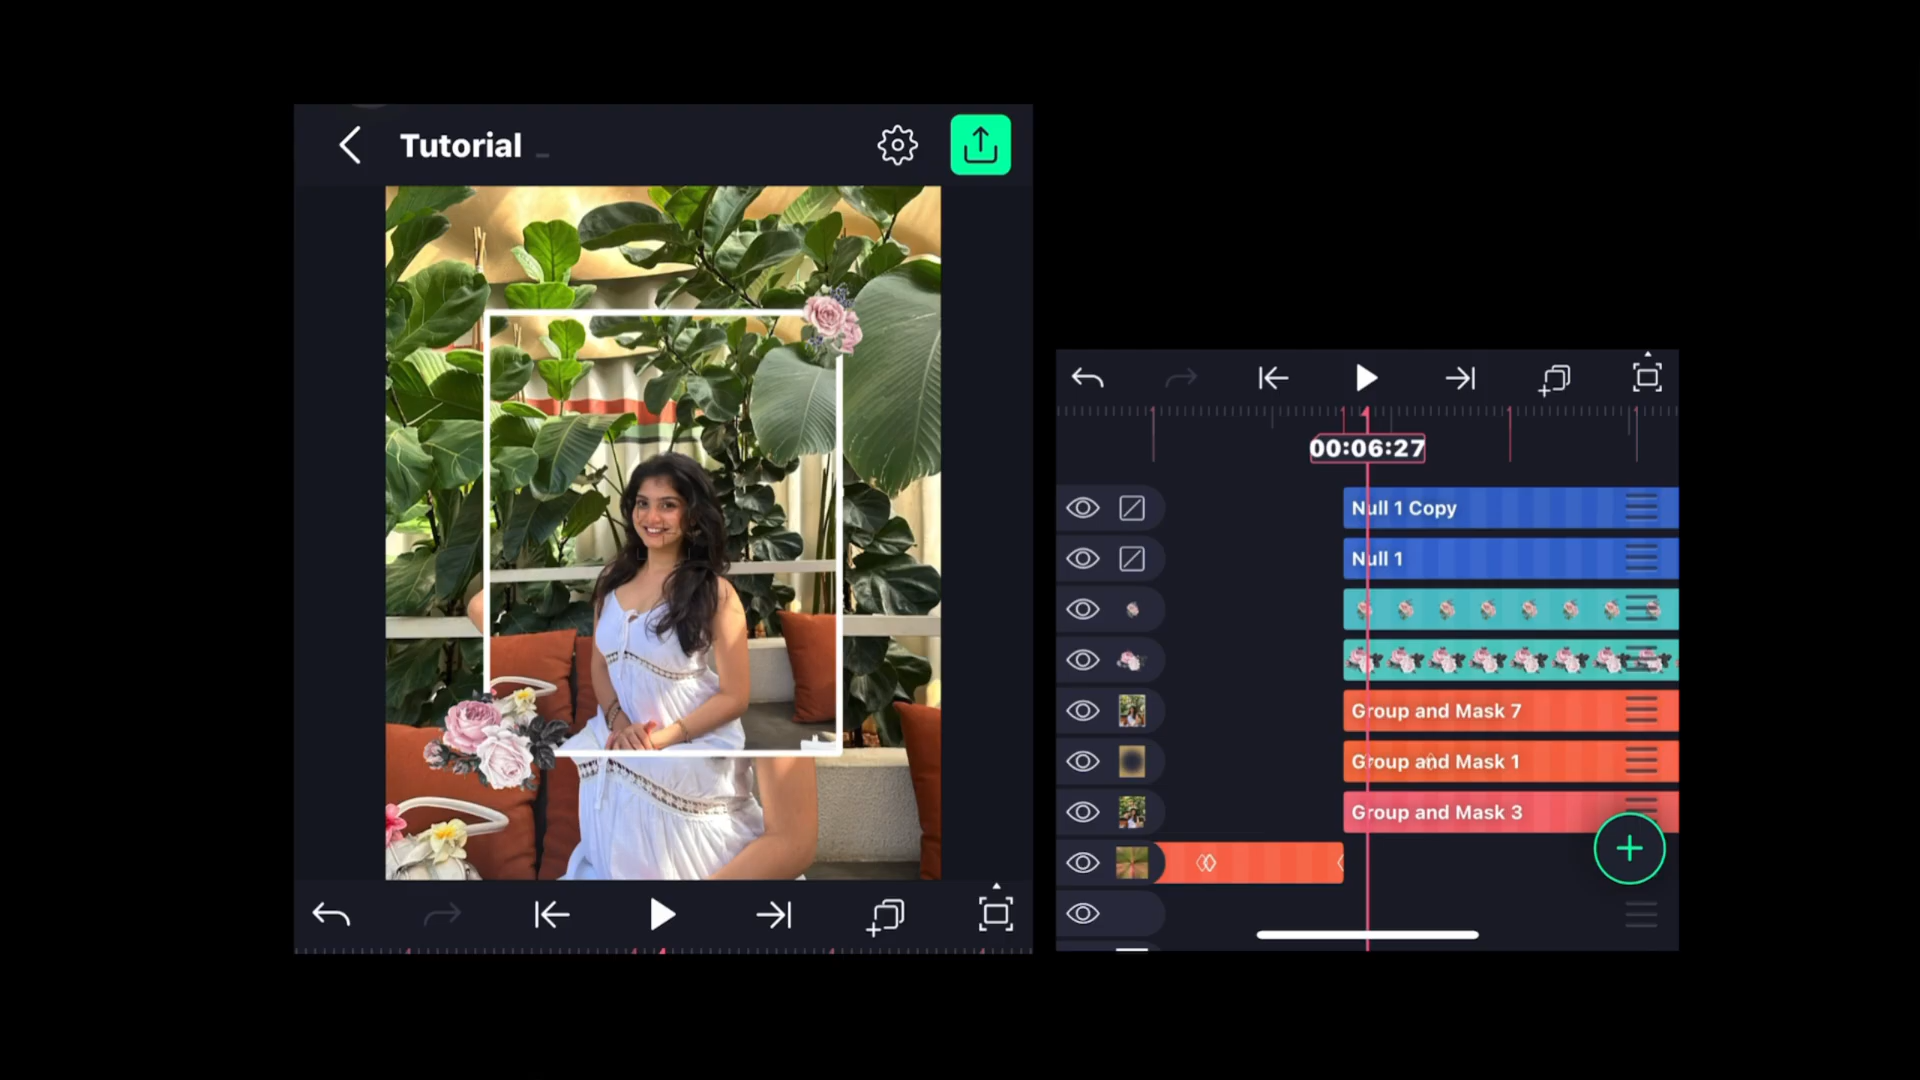 Tutorial
00:06:27
Null 1 Copy
Null 1
Group and Mask 7
Group and Mask 1
Group and Mask 3